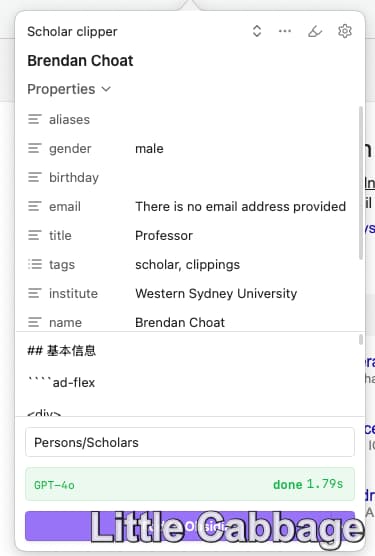 Scholar clipper
Brendan Choat
Properties
aliases
gender male
birthday
email There is no email address provided
title Professor
tags scholar, clippings
institute Western Sydney University
name Brendan Choat
## 基本信息
````ad-flex
<div>
Persons/Scholars
GPT-4o done 1.79s
Little Cabbage